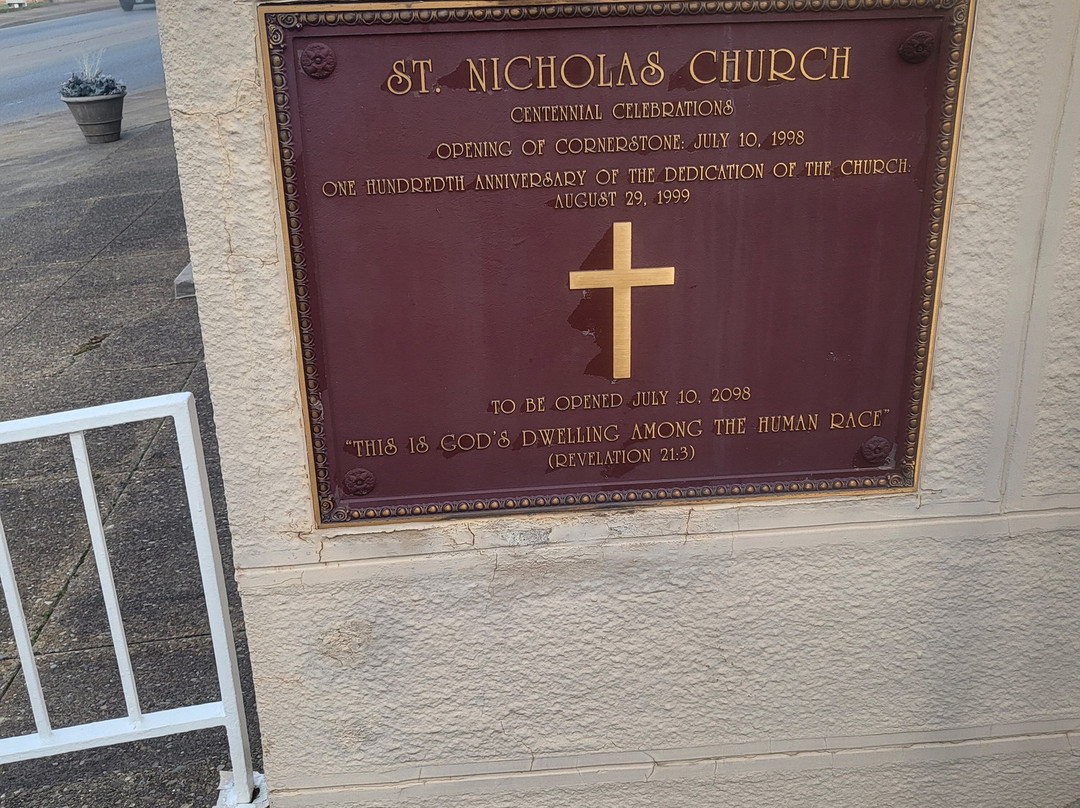 ST. NICHOLAS CHURCH
CENTENNIAL CELEBRATIONS
OPENING OF CORNERSTONE: JULY 10, 1998
ONE HUNDREDTH ANNIVERSARY OF THE DEDICATION OF THE CHURCH:
AUGUST 29, 1999
TO BE OPENED JULY 10, 2098
“THIS IS GOD'S DWELLING AMONG THE HUMAN RACE”
(REVELATION 21:3)